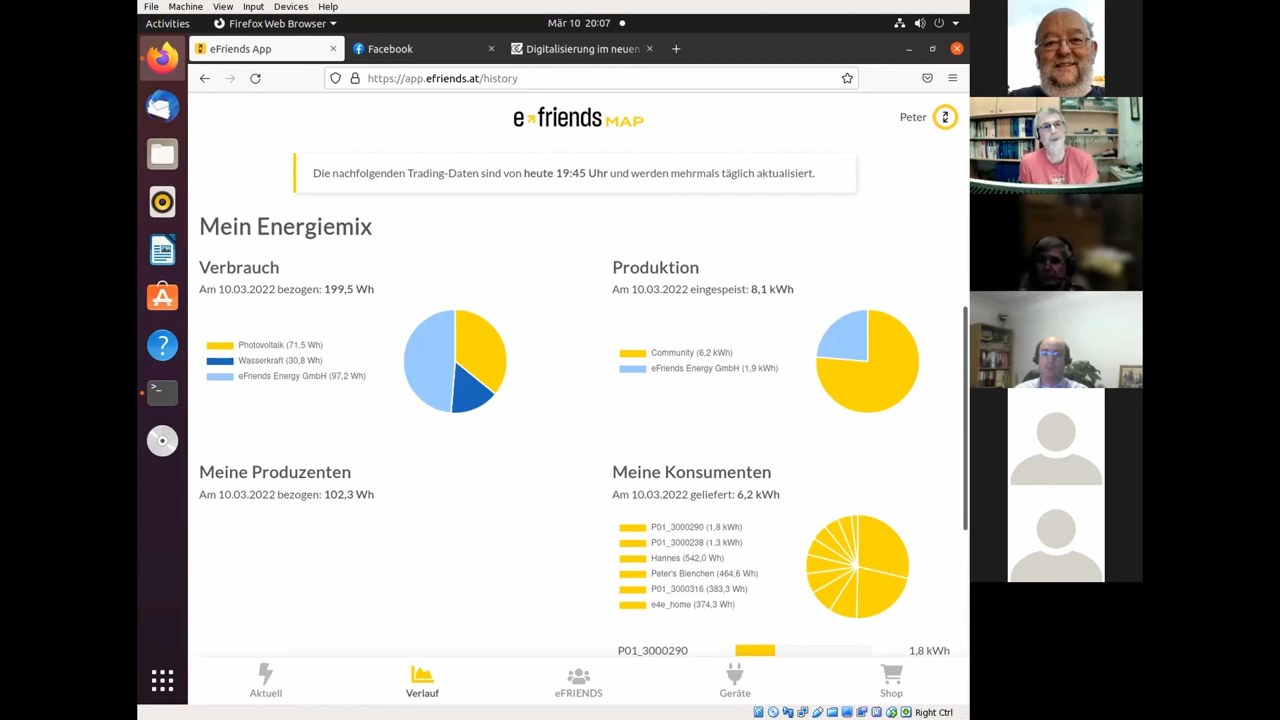 File Machine View Input Devices Help
Activities Firefox Web Browser Mär 10 20:07
eFriends App Facebook Digitalisierung im neuen
https://app.efriends.at/history
e friends MAP Peter
Die nachfolgenden Trading-Daten sind von heute 19:45 Uhr und werden mehrmals täglich aktualisiert.
Mein Energiemix
Verbrauch
Am 10.03.2022 bezogen: 199,5 Wh
Photovoltaik (71,5 Wh)
Wasserkraft (30,8 Wh)
eFriends Energy GmbH (97,2 Wh)
Produktion
Am 10.03.2022 eingespeist: 8,1 kWh
Community (6,2 kWh)
eFriends Energy GmbH (1,9 kWh)
Meine Produzenten
Am 10.03.2022 bezogen: 102,3 Wh
Meine Konsumenten
Am 10.03.2022 geliefert: 6,2 kWh
P01_3000290 (1,8 kWh)
P01_3000238 (1,3 kWh)
Hannes (542,0 Wh)
Peter's Bienchen (464,6 Wh)
P01_3000316 (383,3 Wh)
e4e_home (374,3 Wh)
P01_3000290 1,8 kWh
Aktuell Verlauf eFRIENDS Geräte Shop
Right Ctrl